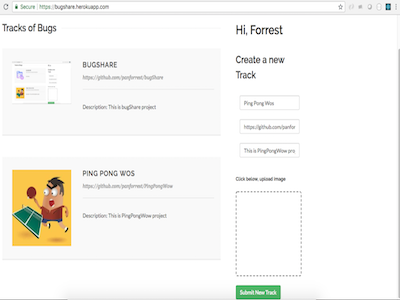 Secure
https://bugshare.herokuapp.com
Tracks of Bugs
BUGSHARE
https://github.com/panforrest/bugShare
Description: This is bugShare project
PING PONG WOS
https://github.com/panforrest/PingPongWow
Description: This is PingPongWow project
Hi, Forrest
Create a new
Track
Ping Pong Wos
https://github.com/panfor
This is PingPongWow pro
Click below, upload image
Submit New Track